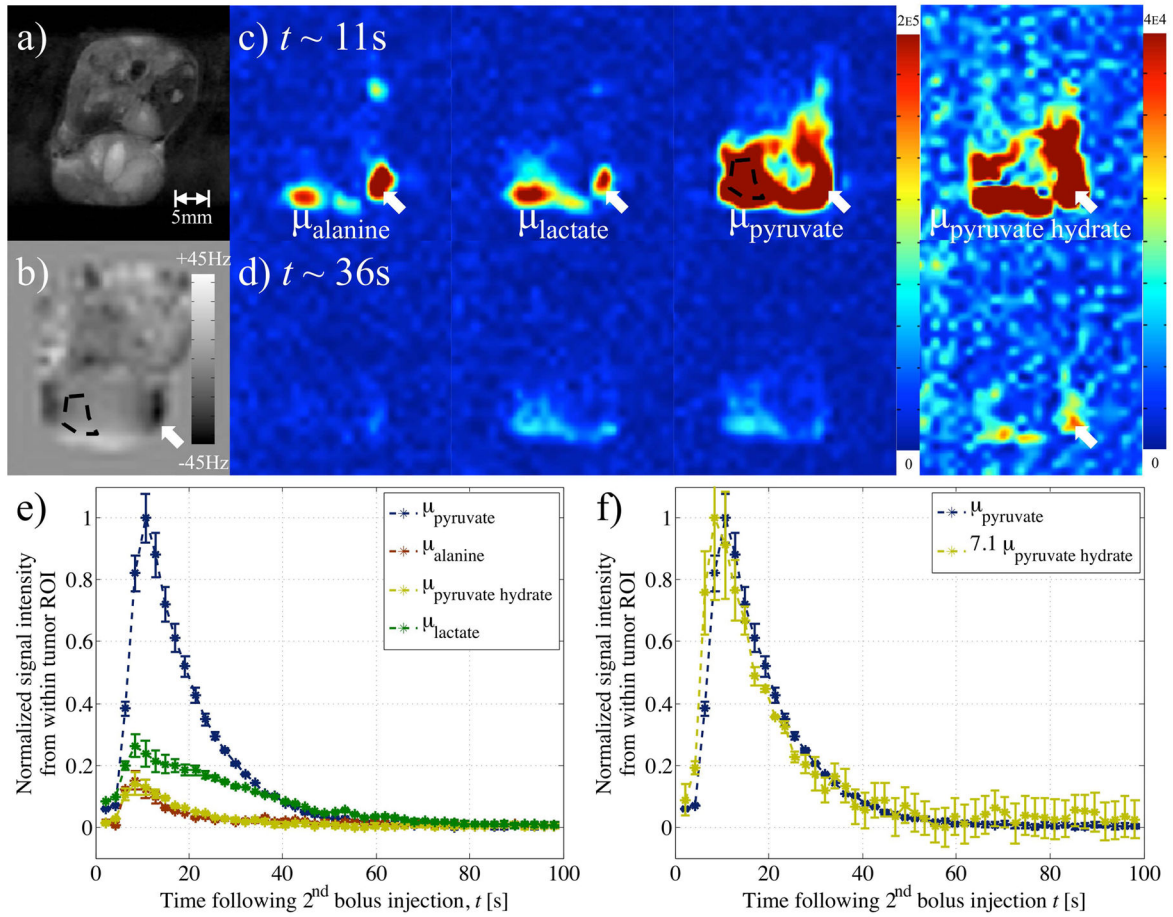 a)
5mm
c) t ~ 11s
μalanine
μlactate
μpyruvate
μpyruvate hydrate
2E5
0
4E4
0
b)
+45Hz
-45Hz
d) t ~ 36s
e)
μpyruvate
μalanine
μpyruvate hydrate
μlactate
Normalized signal intensity
from within tumor ROI
1
0.8
0.6
0.4
0.2
0
0 20 40 60 80 100
Time following 2nd bolus injection, t [s]
f)
μpyruvate
7.1 μpyruvate hydrate
Normalized signal intensity
from within tumor ROI
1
0.8
0.6
0.4
0.2
0
0 20 40 60 80 100
Time following 2nd bolus injection t [s]